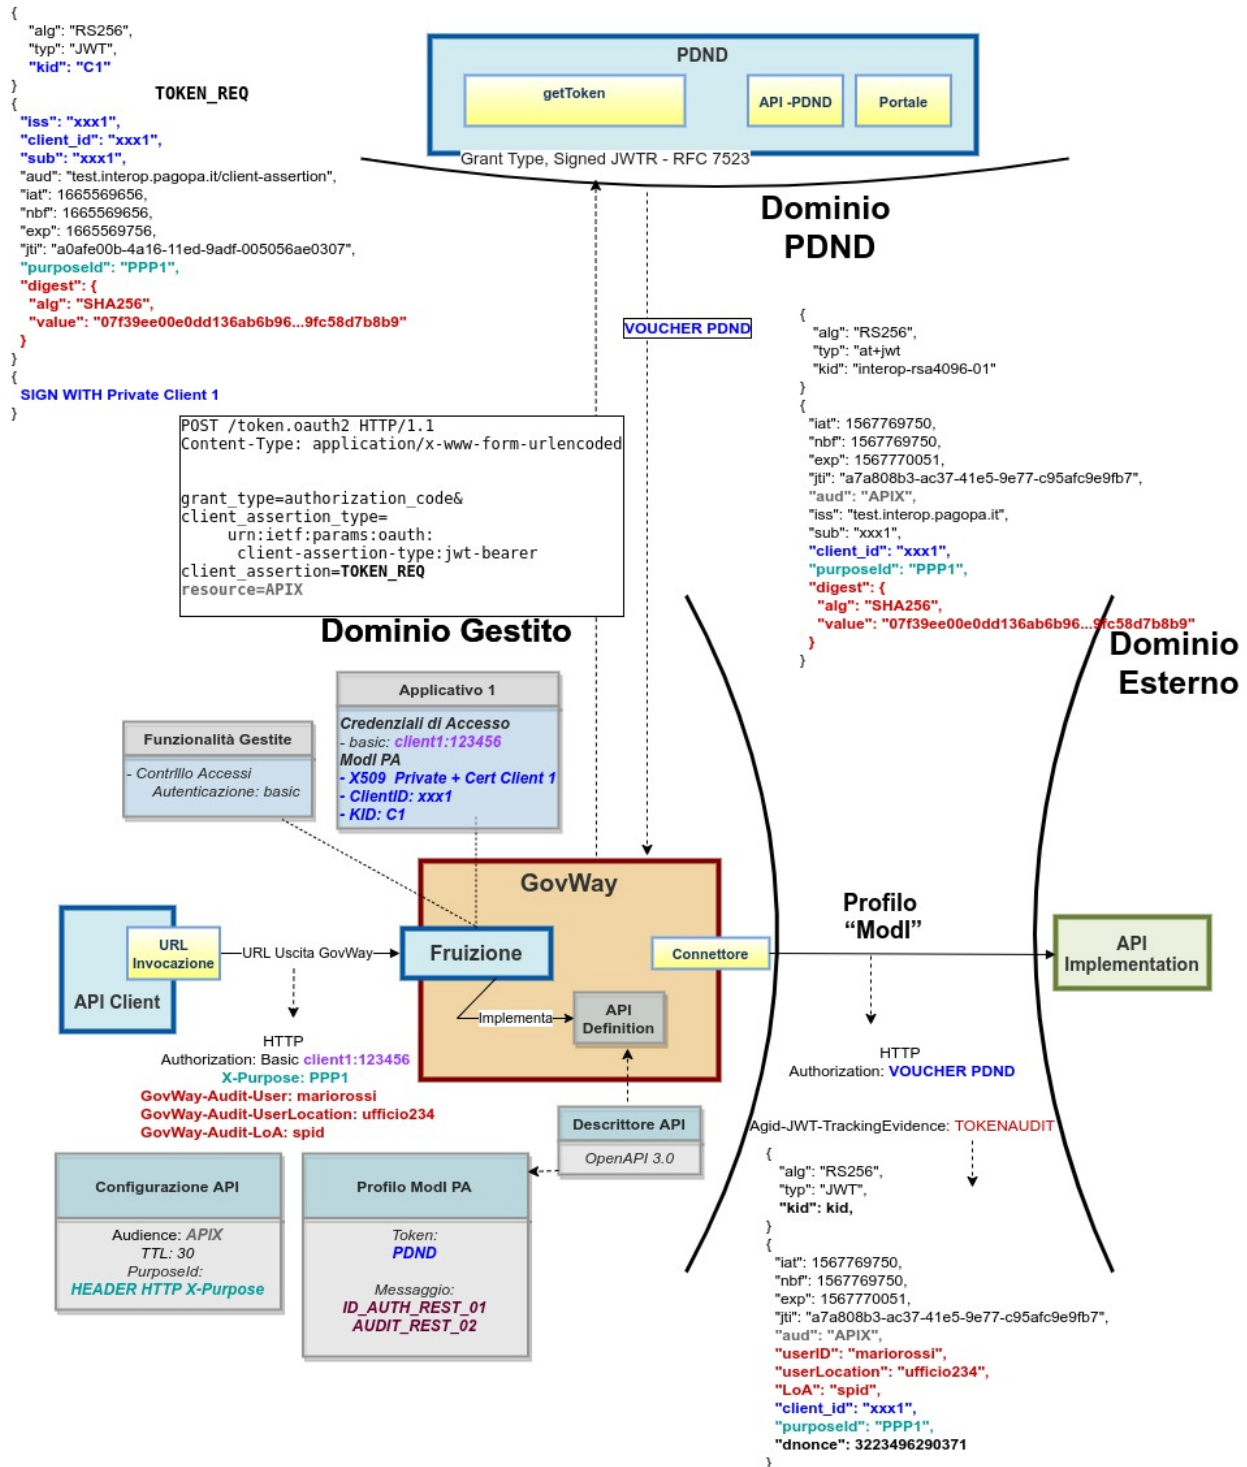 {
"alg": "RS256",
"typ": "JWT",
"kid": "C1"
}
TOKEN_REQ
{
"iss": "xxx1",
"client_id": "xxx1",
"sub": "xxx1",
"aud": "test.interop.pagopa.it/client-assertion",
"iat": 1665569656,
"nbf": 1665569656,
"exp": 1665569756,
"jti": "a0afe00b-4a16-11ed-9adf-005056ae0307",
"purposeId": "PPP1",
"digest": {
"alg": "SHA256",
"value": "07f39ee00e0dd136ab6b96...9fc58d7b8b9"
}
}
{
SIGN WITH Private Client 1
}
PDND
getToken
API -PDND
Portale
Grant Type, Signed JWTR - RFC 7523
Dominio
PDND
VOUCHER PDND
{
"alg": "RS256",
"typ": "at+jwt
"kid": "interop-rsa4096-01"
}
{
"iat": 1567769750,
"nbf": 1567769750,
"exp": 1567770051,
"jti": "a7a808b3-ac37-41e5-9e77-c95afc9e9fb7",
"aud": "APIX",
"iss": "test.interop.pagopa.it",
"sub": "xxx1",
"client_id": "xxx1",
"purposeId": "PPP1",
"digest": {
"alg": "SHA256",
"value": "07f39ee00e0dd136ab6b96...9fc58d7b8b9"
}
}
POST /token.oauth2 HTTP/1.1
Content-Type: application/x-www-form-urlencoded
grant_type=authorization_code&
client_assertion_type=
urn:ietf:params:oauth:
client-assertion-type:jwt-bearer
client_assertion=TOKEN_REQ
resource=APIX
Dominio Gestito
Dominio
Esterno
Funzionalità Gestite
- Contrlllo Accessi
Autenticazione: basic
Applicativo 1
Credenziali di Accesso
- basic: client1:123456
ModI PA
- X509 Private + Cert Client 1
- ClientID: xxx1
- KID: C1
GovWay
URL
Invocazione
API Client
URL Uscita GovWay
Fruizione
Connettore
Implementa
API
Definition
Profilo
“ModI”
API
Implementation
HTTP
Authorization: Basic client1:123456
X-Purpose: PPP1
GovWay-Audit-User: mariorossi
GovWay-Audit-UserLocation: ufficio234
GovWay-Audit-LoA: spid
HTTP
Authorization: VOUCHER PDND
Descrittore API
OpenAPI 3.0
Configurazione API
Audience: APIX
TTL: 30
PurposeId:
HEADER HTTP X-Purpose
Profilo ModI PA
Token:
PDND
Messaggio:
ID_AUTH_REST_01
AUDIT_REST_02
Agid-JWT-TrackingEvidence: TOKENAUDIT
{
"alg": "RS256",
"typ": "JWT",
"kid": kid,
}
{
"iat": 1567769750,
"nbf": 1567769750,
"exp": 1567770051,
"jti": "a7a808b3-ac37-41e5-9e77-c95afc9e9fb7",
"aud": "APIX",
"userID": "mariorossi",
"userLocation": "ufficio234",
"LoA": "spid",
"client_id": "xxx1",
"purposeId": "PPP1",
"dnonce": 3223496290371
}